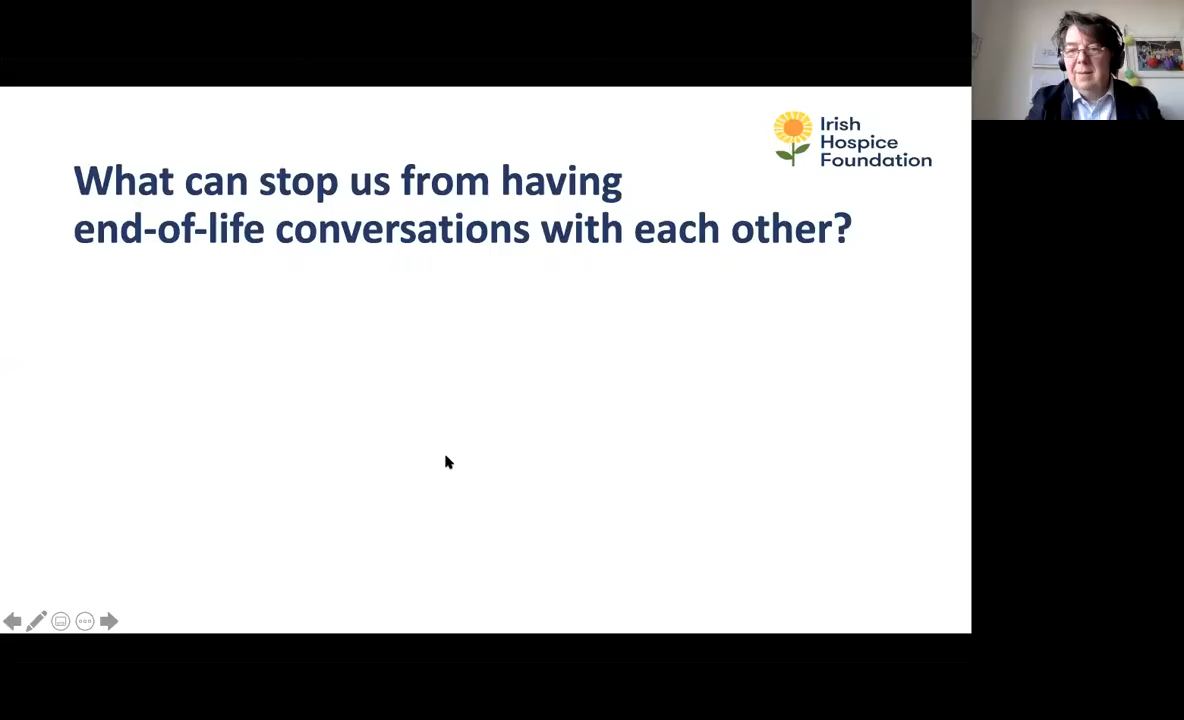 What can stop us from having
end-of-life conversations with each other?
Irish
Hospice
Foundation